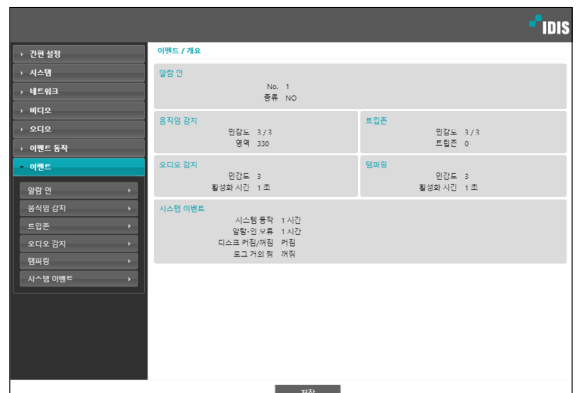 IDIS
간편 설정
시스템
네트워크
비디오
오디오
이벤트 동작
이벤트
알람 인
움직임 감지
트립존
오디오 감지
탬퍼링
시스템 이벤트
이벤트 / 개요
알람 인
No. 1
종류 NO
움직임 감지
민감도 3 / 3
영역 330
트립존
민감도 3 / 3
트립존 0
오디오 감지
민감도 3
활성화 시간 1 초
탬퍼링
민감도 3
활성화 시간 1 초
시스템 이벤트
시스템 동작 1 시간
알람-인 오류 1 시간
디스크 켜짐/꺼짐 켜짐
로그 거의 참 꺼짐
저장